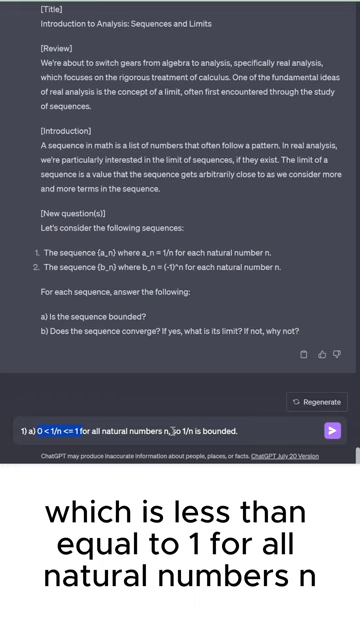 [Title]
Introduction to Analysis: Sequences and Limits
[Review]
We're about to switch gears from algebra to analysis, specifically real analysis,
which focuses on the rigorous treatment of calculus. One of the fundamental ideas
of real analysis is the concept of a limit, often first encountered through the study
of sequences.
[Introduction]
A sequence in math is a list of numbers that often follow a pattern. In real analysis,
we're particularly interested in the limit of sequences, if they exist. The limit of a
sequence is a value that the sequence gets arbitrarily close to as we consider more
and more terms in the sequence.
[New question(s)]
Let's consider the following sequences:
1. The sequence {a_n} where a_n = 1/n for each natural number n.
2. The sequence {b_n} where b_n = (-1)^n for each natural number n.
For each sequence, answer the following:
a) Is the sequence bounded?
b) Does the sequence converge? If yes, what is its limit? If not, why not?
Regenerate
1) a) 0 < 1/n <= 1 for all natural numbers n, so 1/n is bounded.
ChatGPT may produce inaccurate information about people, places, or facts. ChatGPT July 20 Version
which is less than
equal to 1 for all
natural numbers n